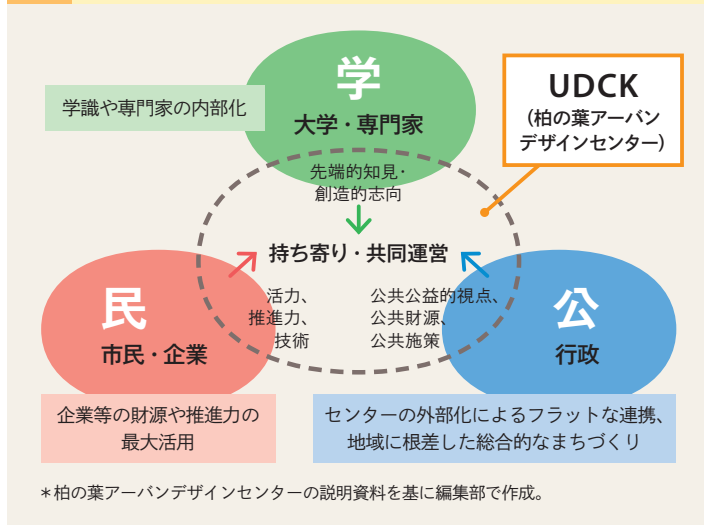 学
大学・専門家
学識や専門家の内部化
UDCK
(柏の葉アーバン
デザインセンター)
先端的知見・
創造的志向
持ち寄り・共同運営
活力、
推進力、
技術
公共公益的視点、
公共財源、
公共施策
民
市民・企業
公
行政
企業等の財源や推進力の
最大活用
センターの外部化によるフラットな連携、
地域に根差した総合的なまちづくり
＊柏の葉アーバンデザインセンターの説明資料を基に編集部で作成。